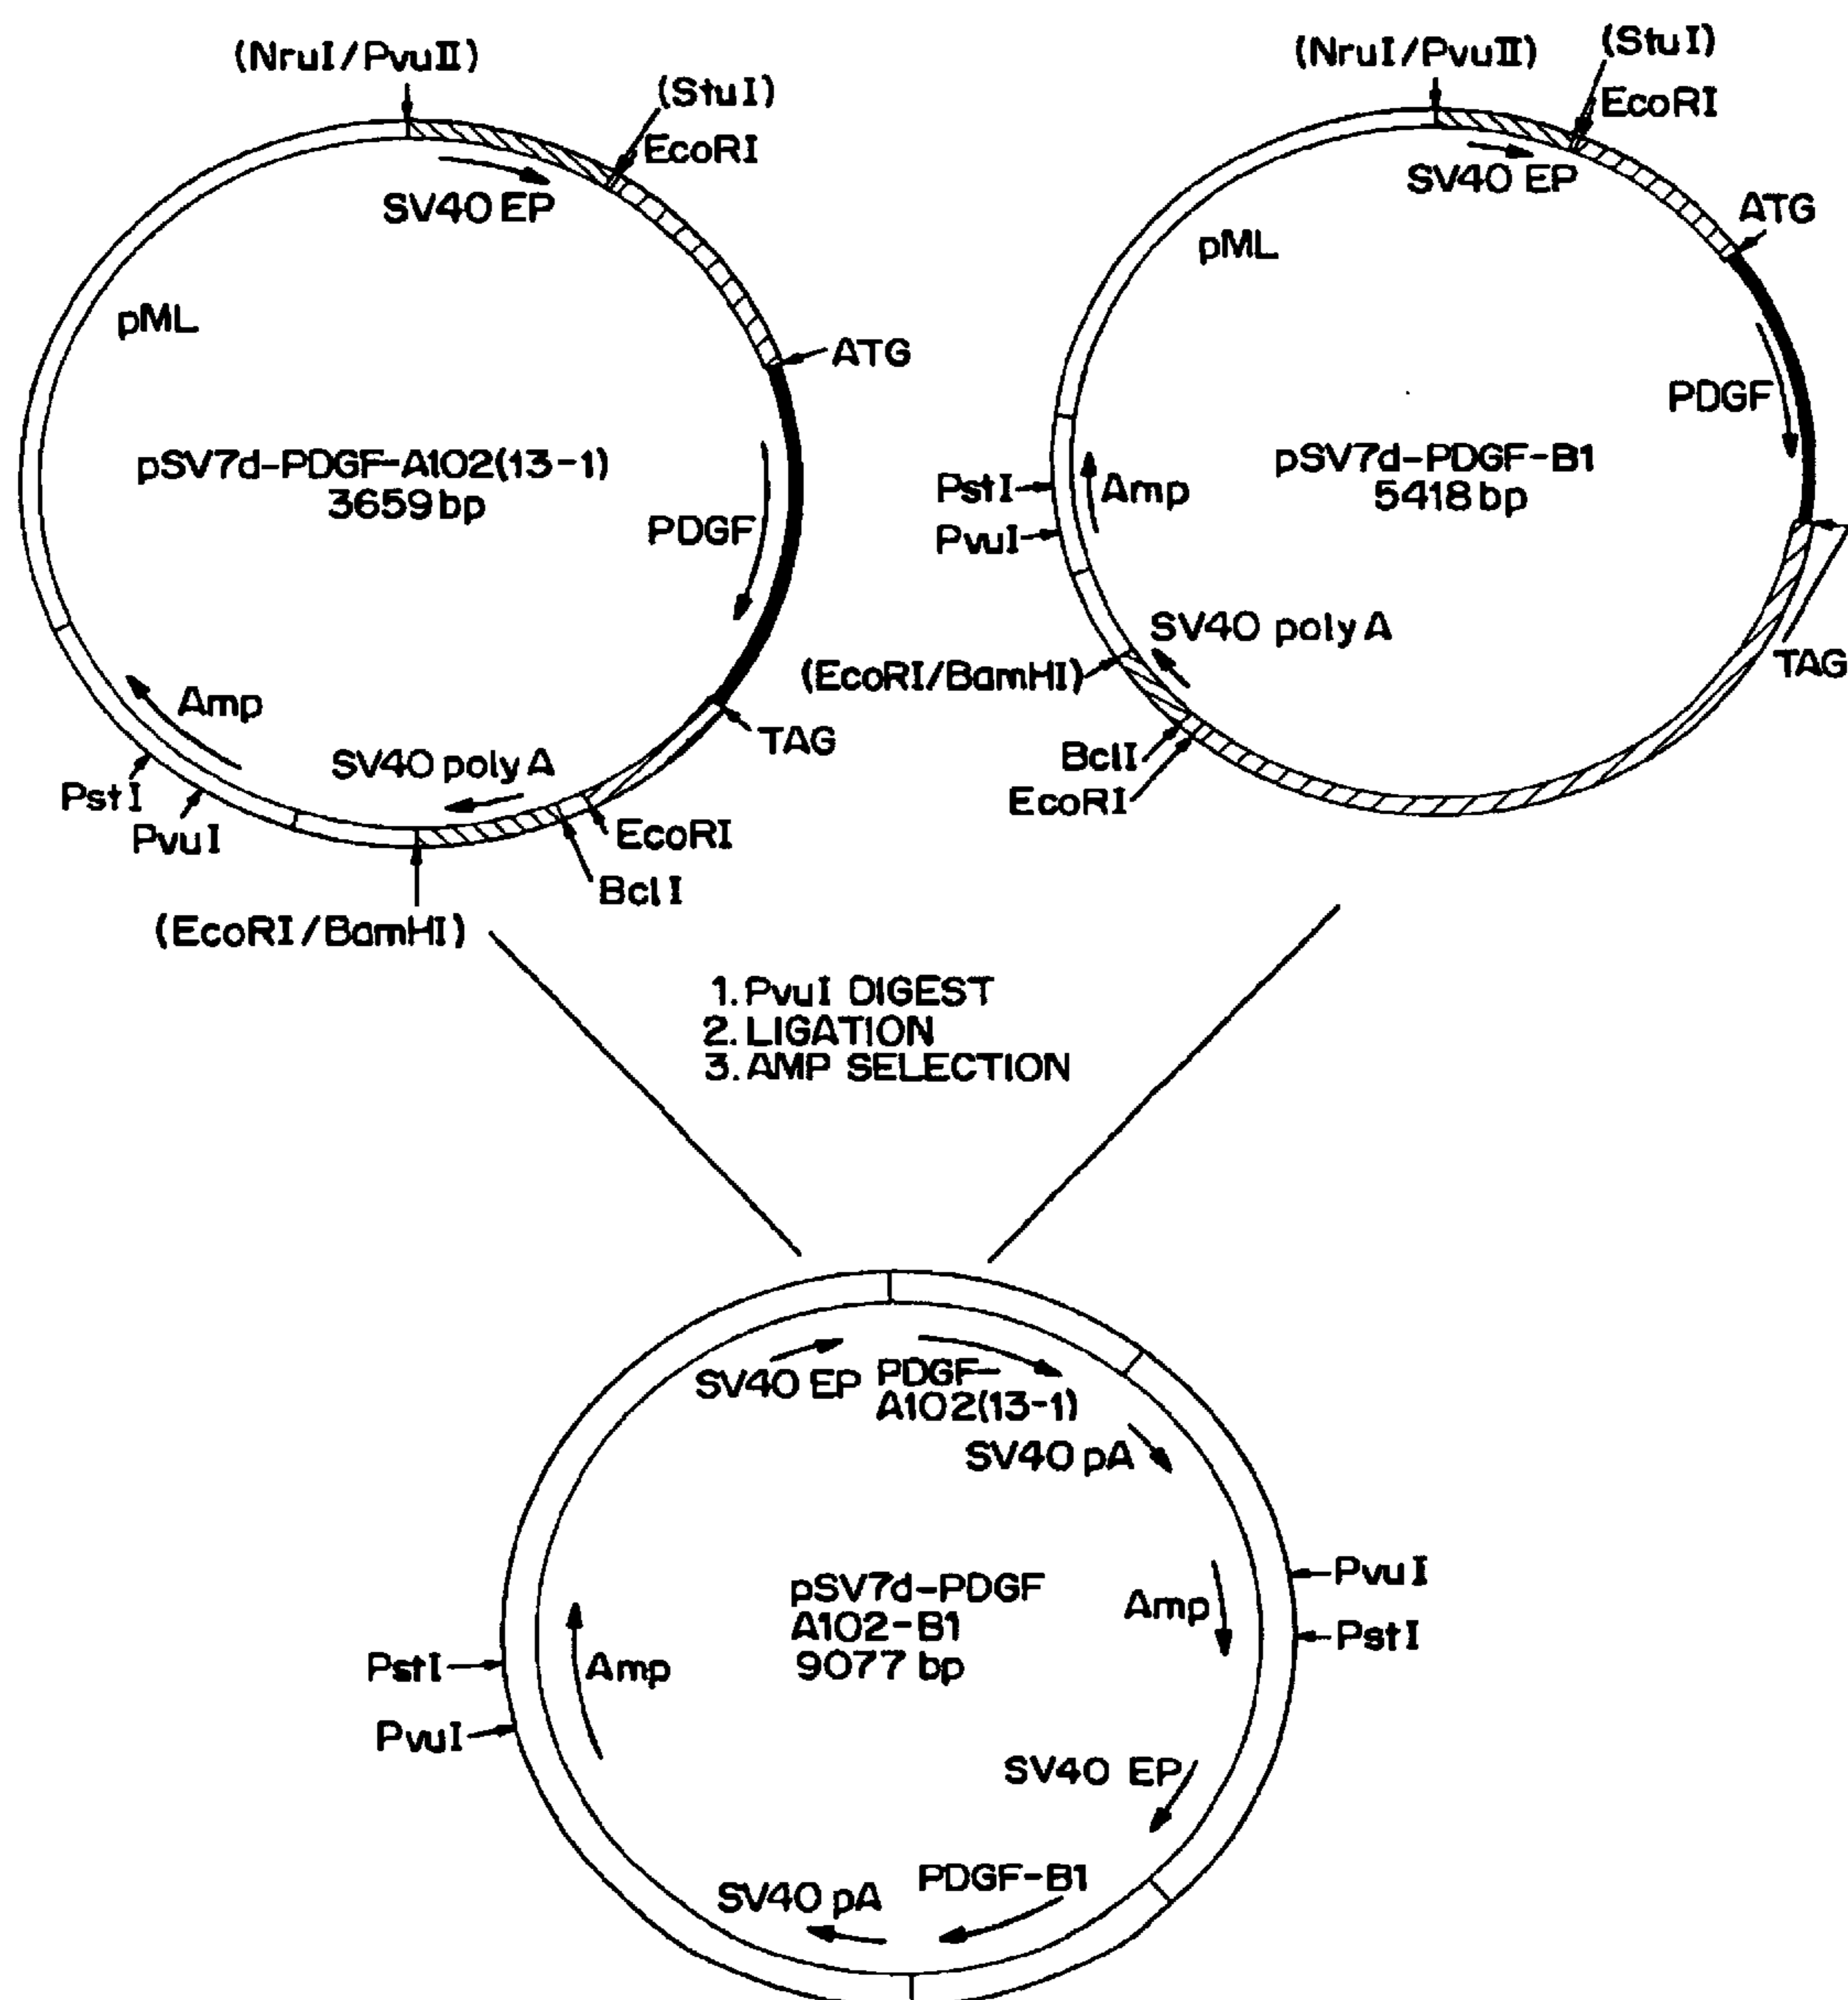 (NruI/PvuII)
(StuI)
EcoRI
SV40 EP
pML
ATG
pSV7d-PDGF-A102(13-1)
3659 bp
PDGF
Amp
TAG
SV40 poly A
PstI
PvuI
EcoRI
BclI
(EcoRI/BamHI)
(NruI/PvuII)
(StuI)
EcoRI
SV40 EP
ATG
pML
PDGF
pSV7d-PDGF-B1
5418 bp
PstI
Amp
PvuI
SV40 poly A
(EcoRI/BamHI)
TAG
BclI
EcoRI
1. PvuI DIGEST
2. LIGATION
3. AMP SELECTION
SV40 EP
PDGF-
A102(13-1)
SV40 pA
pSV7d-PDGF
A102-B1
9077 bp
PvuI
Amp
PstI
PstI
Amp
PvuI
SV40 EP
PDGF-B1
SV40 pA